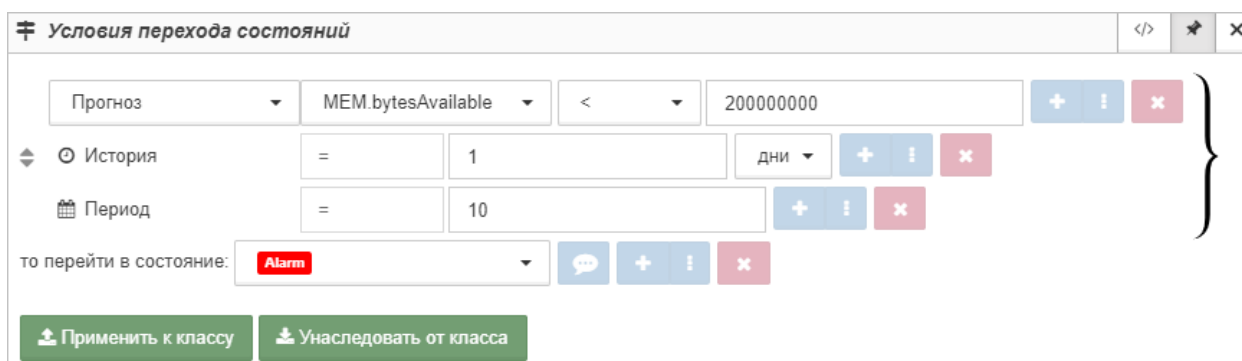 Условия перехода состояний </>
Прогноз MEM.bytesAvailable < 200000000
История = 1 дни
Период = 10
то перейти в состояние: Alarm
Применить к классу Унаследовать от класса